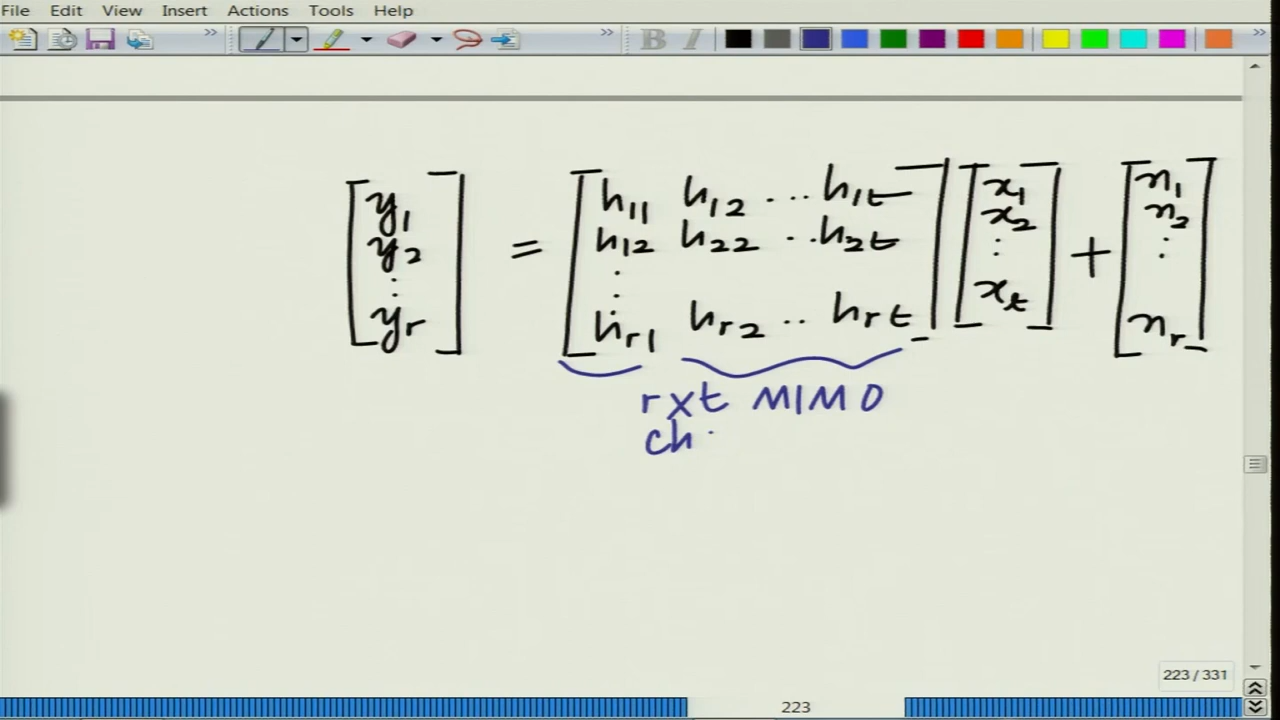 File Edit View Insert Actions Tools Help
B I
[y1 y2 ⋮ yr] = [h11 h12 ... h1t
h12 h22 ..h2t
⋮
hr1 hr2 .. hrt] [x1 x2 ⋮ xt] + [n1 n2 ⋮ nr]
rxt MIMO
ch
223 / 331
223